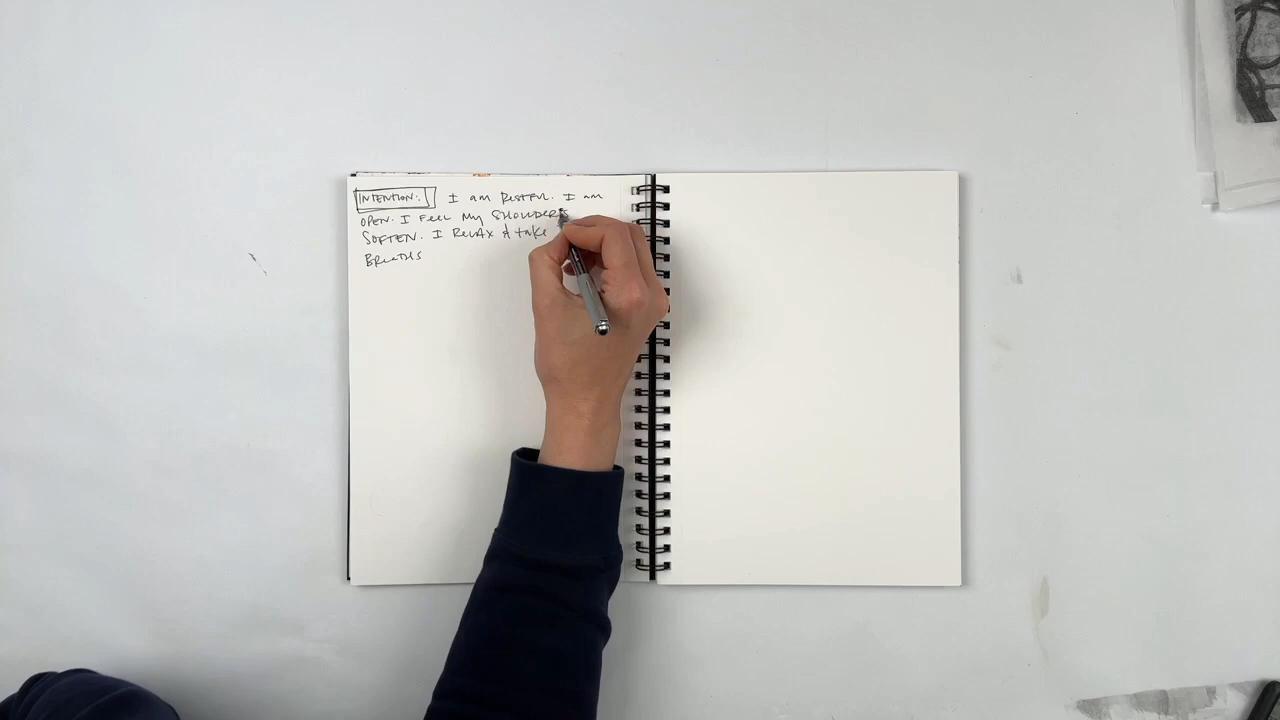 INTENTION: I am RESTFUL. I am
OPEN. I FEEL MY SHOULDERS
SOFTEN. I RELAX & TAKE
BREATHS